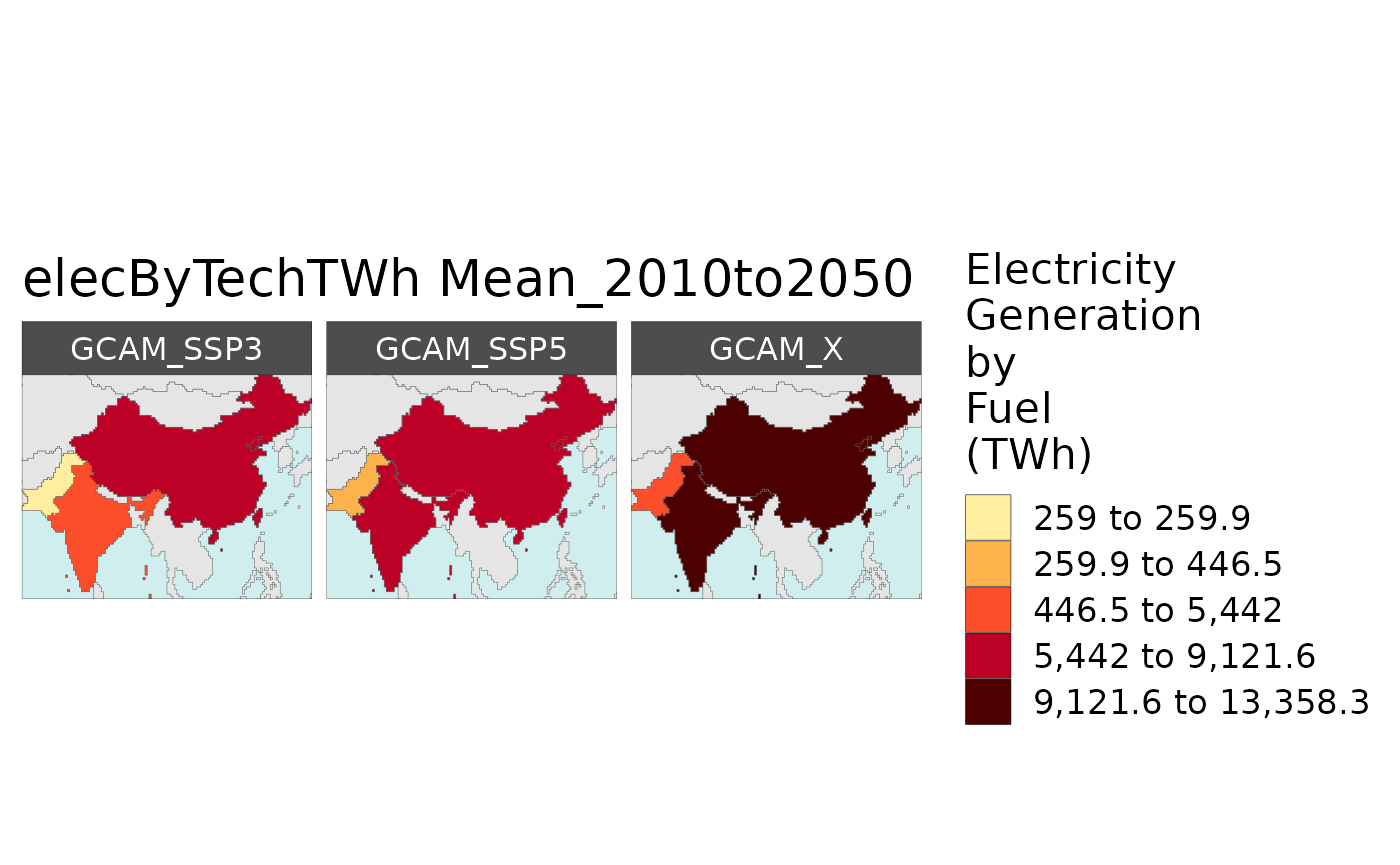 elecByTechTWh Mean_2010to2050
GCAM_SSP3
GCAM_SSP5
GCAM_X
Electricity
Generation
by
Fuel
(TWh)
259 to 259.9
259.9 to 446.5
446.5 to 5,442
5,442 to 9,121.6
9,121.6 to 13,358.3